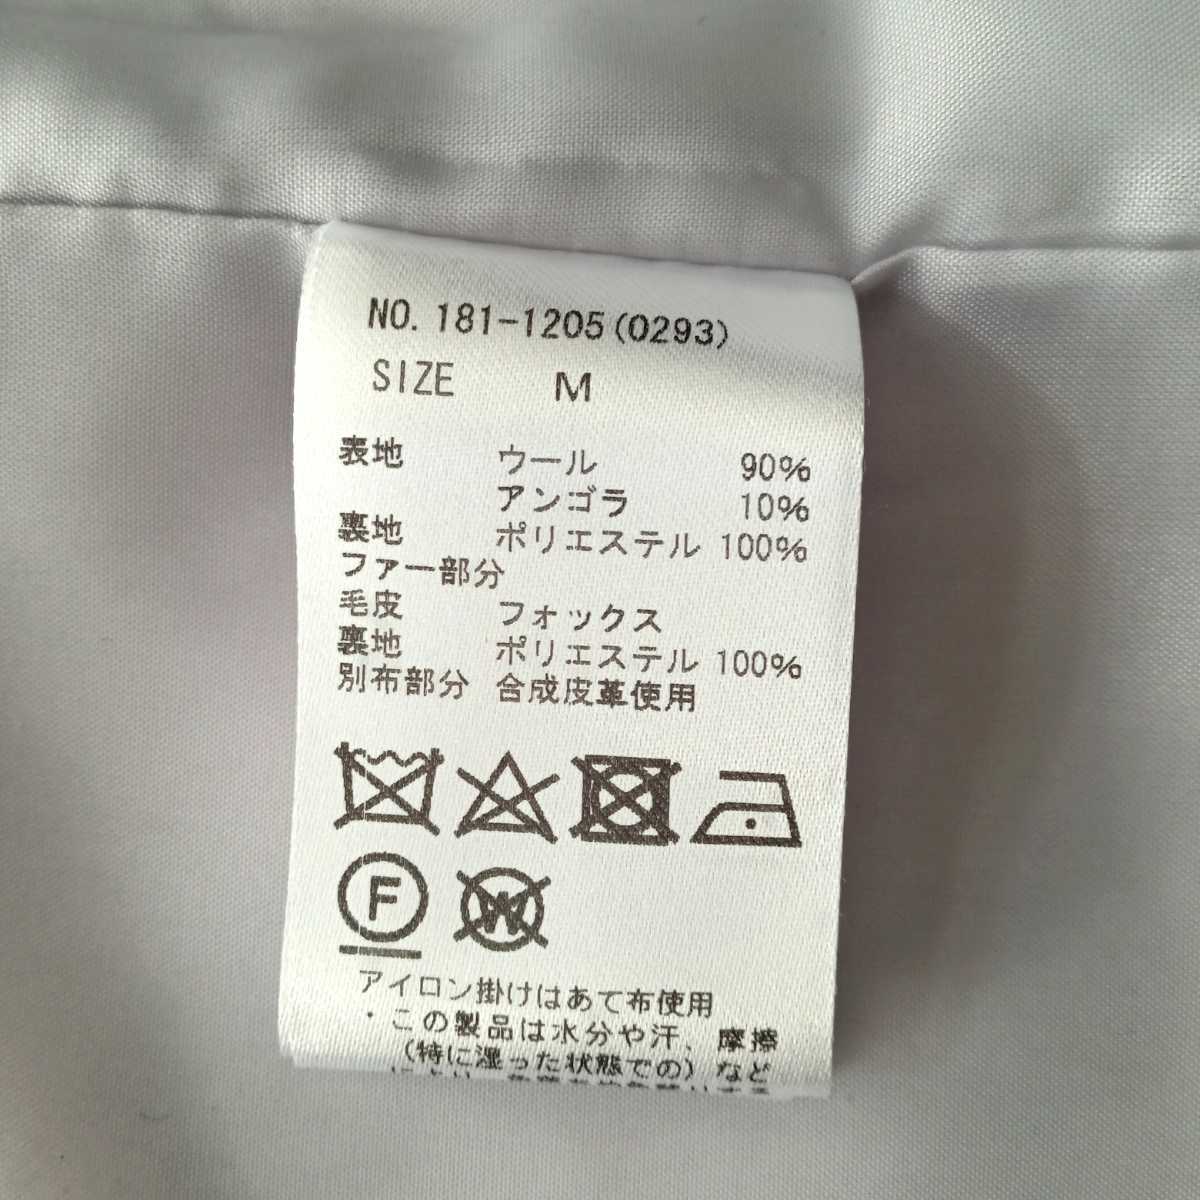 NO. 181-1205(0293)
SIZE M
表地 ウール 90%
アンゴラ 10%
裏地 ポリエステル 100%
ファー部分
毛皮 フォックス
裏地 ポリエステル 100%
別布部分 合成皮革使用
F
W
アイロン掛けはあて布使用
・この製品は水分や汗、摩擦
(特に湿った状態での)など
により